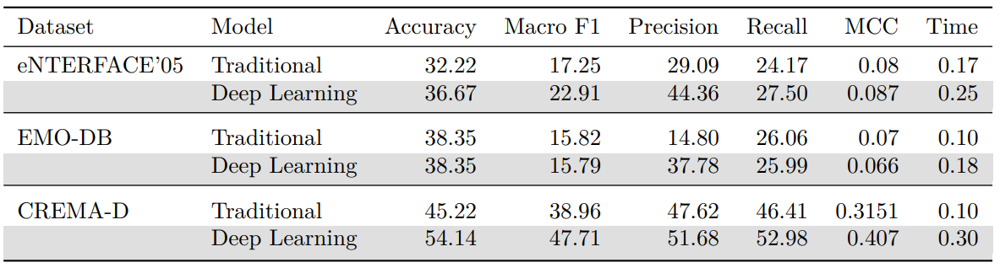 Dataset Model Accuracy Macro F1 Precision Recall MCC Time
eNTERFACE’05 Traditional 32.22 17.25 29.09 24.17 0.08 0.17
Deep Learning 36.67 22.91 44.36 27.50 0.087 0.25
EMO-DB Traditional 38.35 15.82 14.80 26.06 0.07 0.10
Deep Learning 38.35 15.79 37.78 25.99 0.066 0.18
CREMA-D Traditional 45.22 38.96 47.62 46.41 0.3151 0.10
Deep Learning 54.14 47.71 51.68 52.98 0.407 0.30